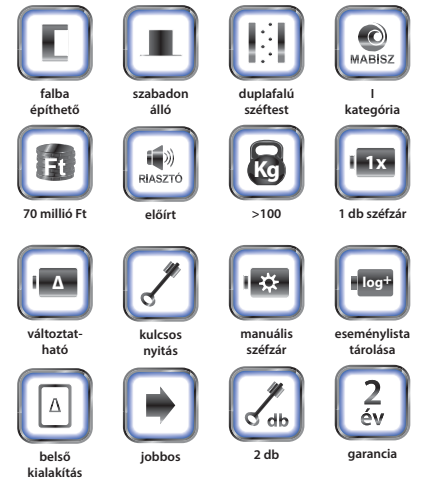 MABISZ
falba
építhető
szabadon
álló
duplafalú
széftest
I
kategória
Ft
RIASZTÓ
Kg
1x
70 millió Ft
előírt
>100
1 db széfzár
Δ
log+
változtat-
ható
kulcsos
nyitás
manuális
széfzár
eseménylista
tárolása
Δ
db
2
év
belső
kialakítás
jobbos
2 db
garancia